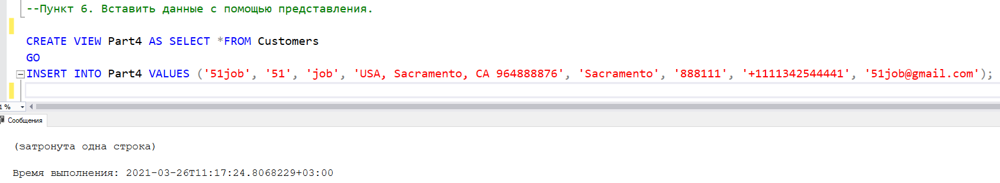 --Пункт 6. Вставить данные с помощью представления.
CREATE VIEW Part4 AS SELECT *FROM Customers
GO
INSERT INTO Part4 VALUES ('51job', '51', 'job', 'USA, Sacramento, CA 964888876', 'Sacramento', '888111', '+1111342544441', '51job@gmail.com');
1 %
Сообщения
(затронута одна строка)
Время выполнения: 2021-03-26T11:17:24.8068229+03:00